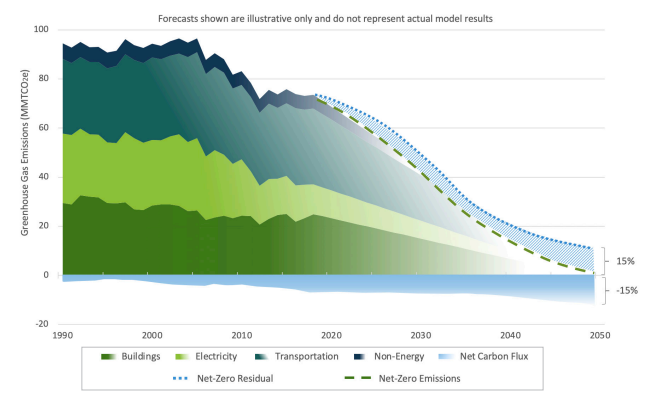 Forecasts shown are illustrative only and do not represent actual model results
Greenhouse Gas Emissions (MMTCO2e)
100
80
60
40
20
0
-20
15%
-15%
1990 2000 2010 2020 2030 2040 2050
Buildings Electricity Transportation Non-Energy Net Carbon Flux
Net-Zero Residual Net-Zero Emissions